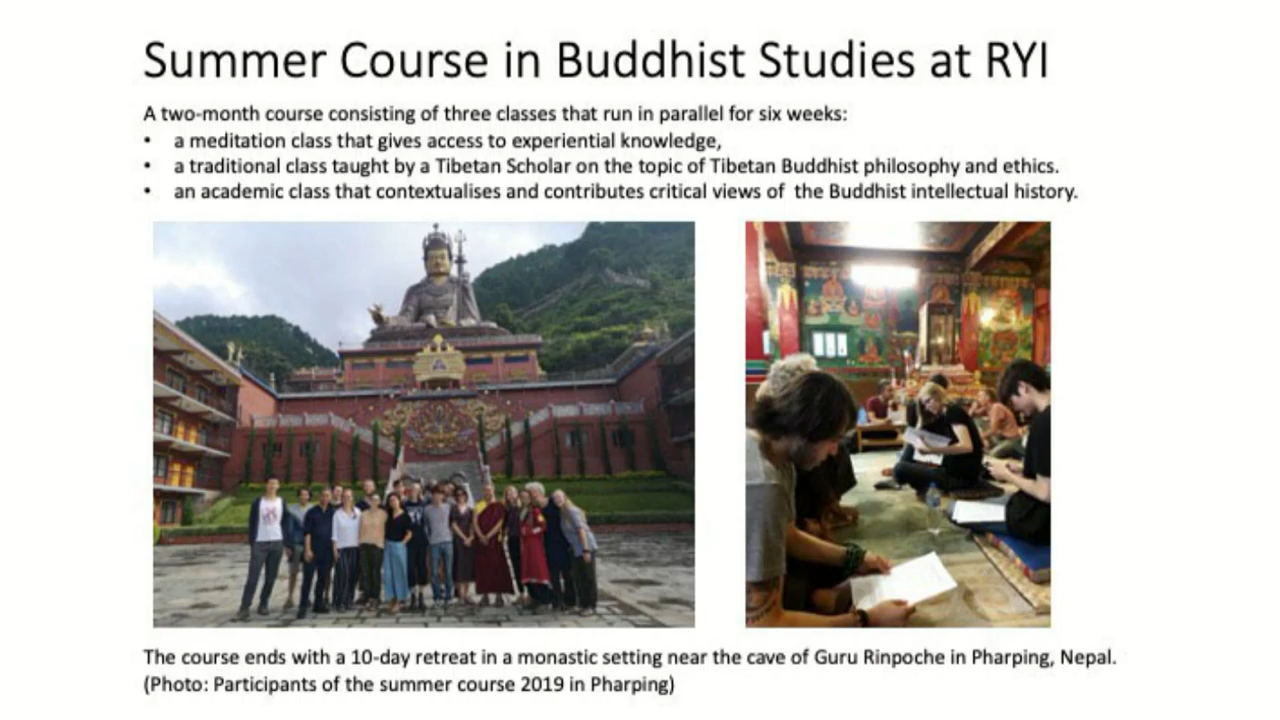 Summer Course in Buddhist Studies at RYI
A two-month course consisting of three classes that run in parallel for six weeks:
• a meditation class that gives access to experiential knowledge,
• a traditional class taught by a Tibetan Scholar on the topic of Tibetan Buddhist philosophy and ethics.
• an academic class that contextualises and contributes critical views of  the Buddhist intellectual history.
The course ends with a 10-day retreat in a monastic setting near the cave of Guru Rinpoche in Pharping, Nepal.
(Photo: Participants of the summer course 2019 in Pharping)